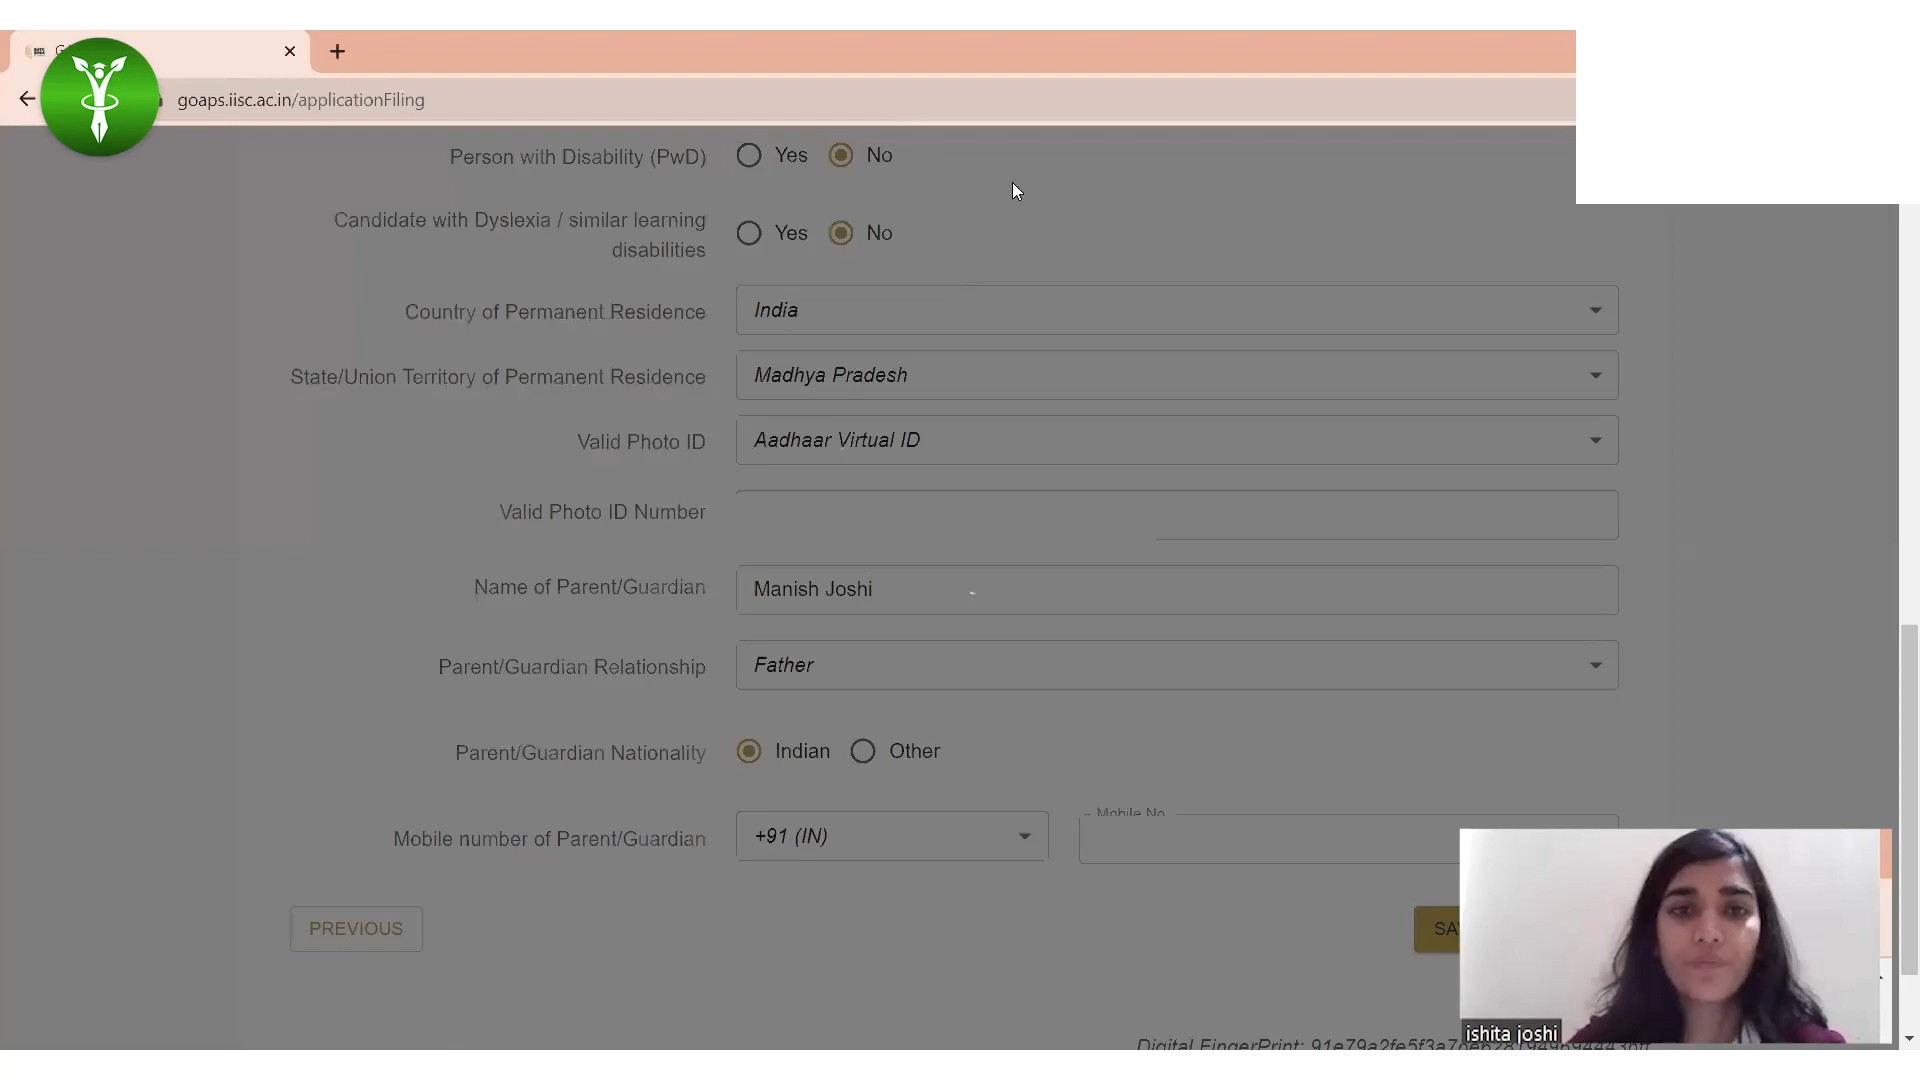 goaps.iisc.ac.in/applicationFiling
Person with Disability (PwD) Yes No
Candidate with Dyslexia / similar learning
disabilities Yes No
Country of Permanent Residence India
State/Union Territory of Permanent Residence Madhya Pradesh
Valid Photo ID Aadhaar Virtual ID
Valid Photo ID Number
Name of Parent/Guardian Manish Joshi
Parent/Guardian Relationship Father
Parent/Guardian Nationality Indian Other
Mobile No
Mobile number of Parent/Guardian +91 (IN)
PREVIOUS
ishita joshi
Digital FingerPrint: